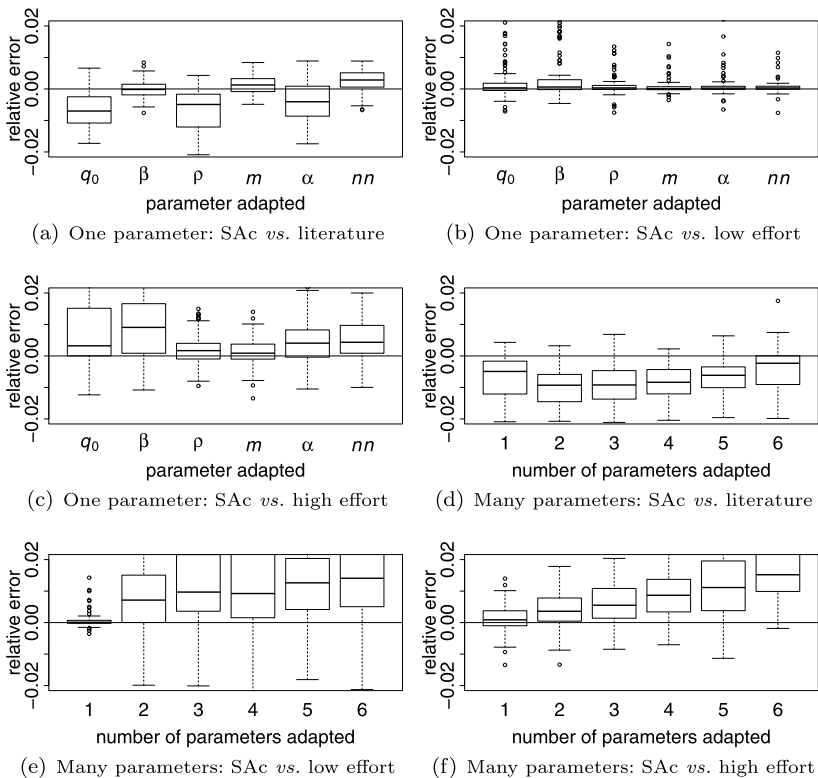 relative error
−0.02 0.00 0.02
q0 β ρ m α nn
parameter adapted
(a) One parameter: SAc vs. literature
relative error
−0.02 0.00 0.02
q0 β ρ m α nn
parameter adapted
(b) One parameter: SAc vs. low effort
relative error
−0.02 0.00 0.02
q0 β ρ m α nn
parameter adapted
(c) One parameter: SAc vs. high effort
relative error
−0.02 0.00 0.02
1 2 3 4 5 6
number of parameters adapted
(d) Many parameters: SAc vs. literature
relative error
−0.02 0.00 0.02
1 2 3 4 5 6
number of parameters adapted
(e) Many parameters: SAc vs. low effort
relative error
−0.02 0.00 0.02
1 2 3 4 5 6
number of parameters adapted
(f) Many parameters: SAc vs. high effort